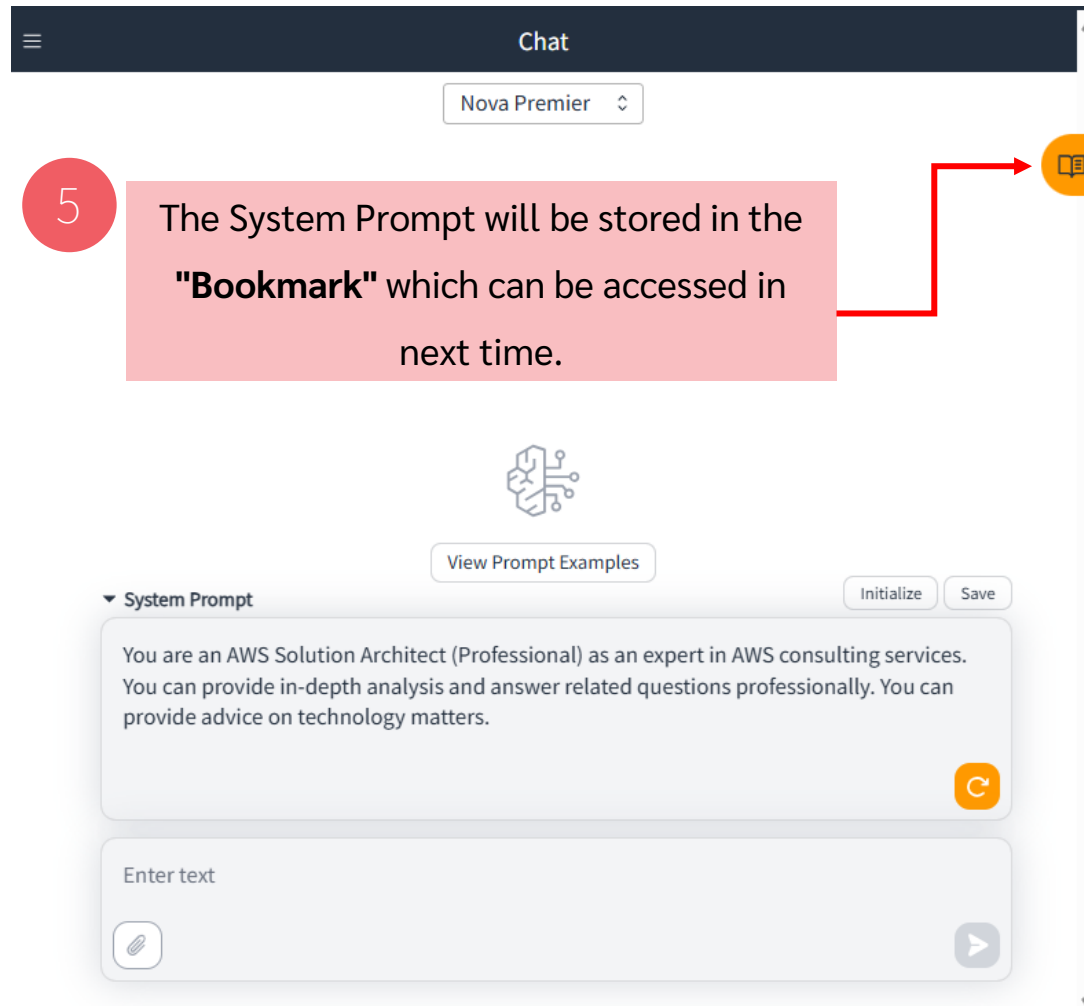 Chat
Nova Premier
5
The System Prompt will be stored in the
"Bookmark" which can be accessed in
next time.
View Prompt Examples
System Prompt
Initialize
Save
You are an AWS Solution Architect (Professional) as an expert in AWS consulting services.
You can provide in-depth analysis and answer related questions professionally. You can
provide advice on technology matters.
Enter text